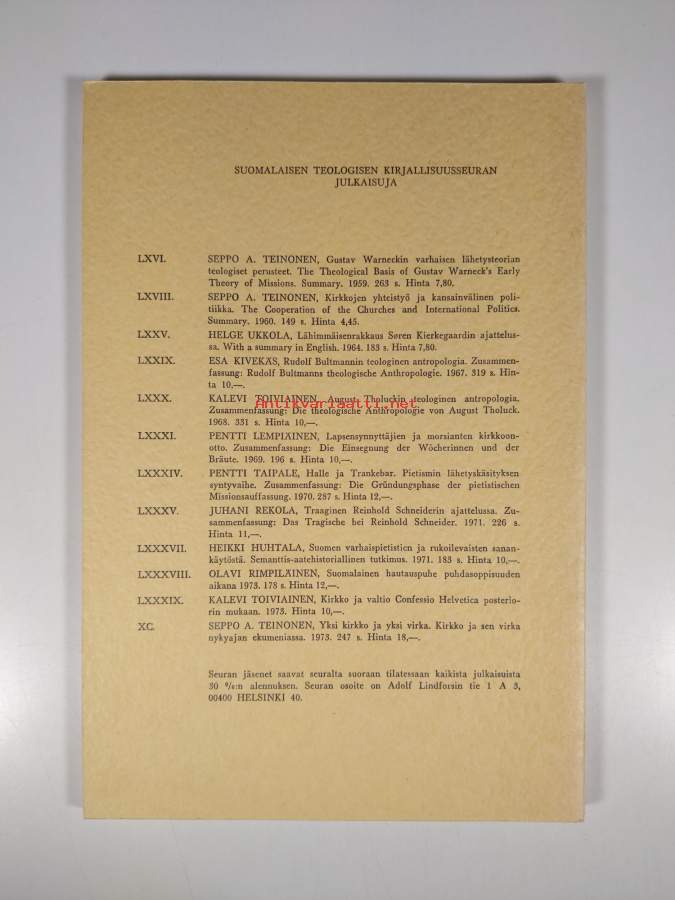 SUOMALAISEN TEOLOGISEN KIRJALLISUUSSEURAN
JULKAISUJA
LXVI. SEPPO A. TEINONEN, Gustav Warneckin varhaisen lähetysteorian
teologiset perusteet. The Theological Basis of Gustav Warneck's Early
Theory of Missions. Summary. 1959. 263 s. Hinta 7,80.
LXVIII. SEPPO A. TEINONEN, Kirkkojen yhteistyö ja kansainvälinen poli-
tiikka. The Cooperation of the Churches and International Politics.
Summary. 1960. 149 s. Hinta 4,45.
LXXV. HELGE UKKOLA, Lähimmäisenrakkaus Søren Kierkegaardin ajattelus-
sa. With a summary in English. 1964. 183 s. Hinta 7,80.
LXXIX. ESA KIVEKÄS, Rudolf Bultmannin teologinen antropologia. Zusammen-
fassung: Rudolf Bultmanns theologische Anthropologie. 1967. 319 s. Hin-
ta 10,—.
LXXX. KALEVI TOIVIAINEN, August Tholuckin teologinen antropologia.
Antikvariaatti.net
Zusammenfassung: Die theologische Anthropologie von August Tholuck.
1968. 331 s. Hinta 10,—.
LXXXI. PENTTI LEMPIÄINEN, Lapsensynnyttäjien ja morsianten kirkkoon-
otto. Zusammenfassung: Die Einsegnung der Wöcherinnen und der
Bräute. 1969. 196 s. Hinta 10,—.
LXXXIV. PENTTI TAIPALE, Halle ja Trankebar. Pietismin lähetyskäsityksen
syntyvaihe. Zusammenfassung: Die Gründungsphase der pietistischen
Missionsauffassung. 1970. 287 s. Hinta 12,—.
LXXXV. JUHANI REKOLA, Traaginen Reinhold Schneiderin ajattelussa. Zu-
sammenfassung: Das Tragische bei Reinhold Schneider. 1971. 226 s.
Hinta 11,—.
LXXXVII. HEIKKI HUHTALA, Suomen varhaispietistien ja rukoilevaisten sanan-
käytöstä. Semanttis-aatehistoriallinen tutkimus. 1971. 183 s. Hinta 10,—.
LXXXVIII. OLAVI RIMPILÄINEN, Suomalainen hautauspuhe puhdasoppisuuden
aikana 1973. 178 s. Hinta 12,—.
LXXXIX. KALEVI TOIVIAINEN, Kirkko ja valtio Confessio Helvetica posterio-
rin mukaan. 1973. Hinta 10,—.
XC. SEPPO A. TEINONEN, Yksi kirkko ja yksi virka. Kirkko ja sen virka
nykyajan ekumeniassa. 1973. 247 s. Hinta 18,—.
Seuran jäsenet saavat seuralta suoraan tilatessaan kaikista julkaisuista
30 %:n alennuksen. Seuran osoite on Adolf Lindforsin tie 1 A 3,
00400 HELSINKI 40.